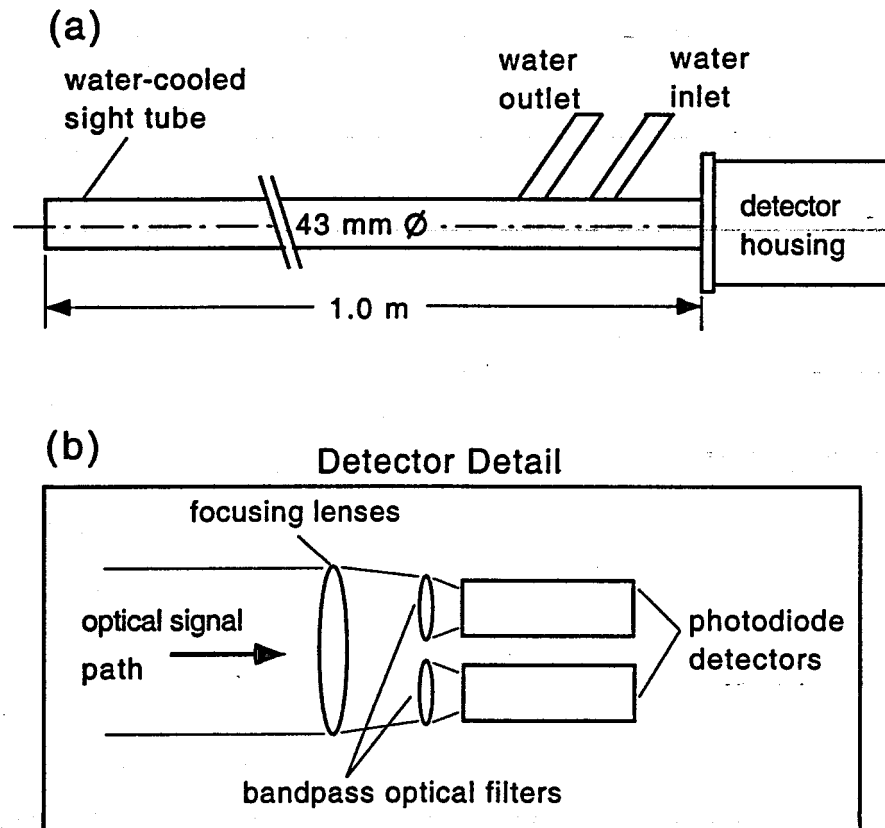 (a)
water-cooled
sight tube
water
outlet
water
inlet
43 mm Ø
detector
housing
1.0 m
(b)
Detector Detail
focusing lenses
optical signal
path
photodiode
detectors
bandpass optical filters